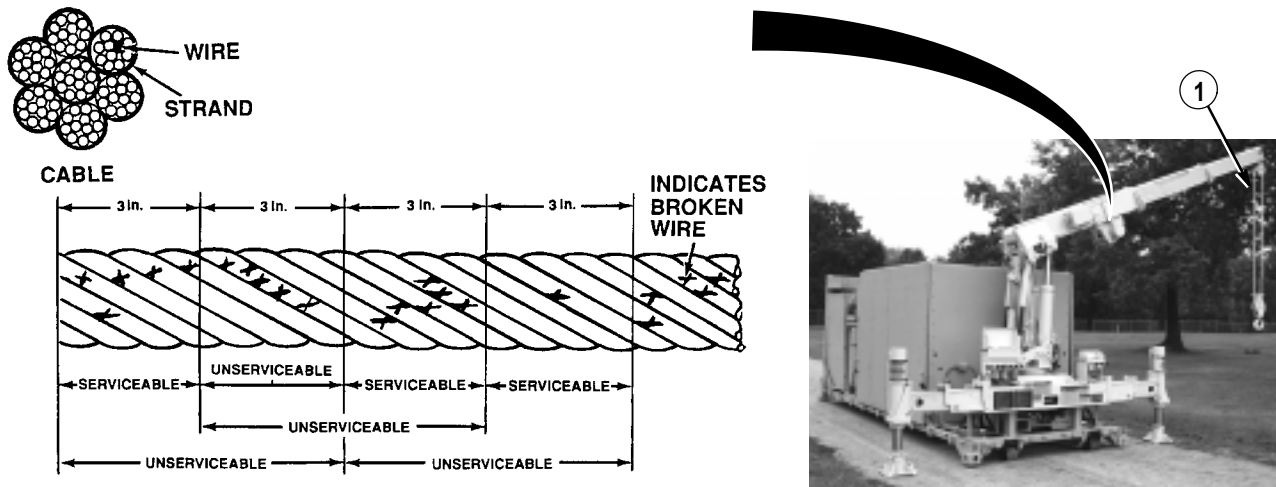 WIRE
STRAND
CABLE
3 In. 3 In. 3 In. 3 In.
INDICATES
BROKEN
WIRE
1
SERVICEABLE UNSERVICEABLE SERVICEABLE SERVICEABLE
UNSERVICEABLE
UNSERVICEABLE UNSERVICEABLE